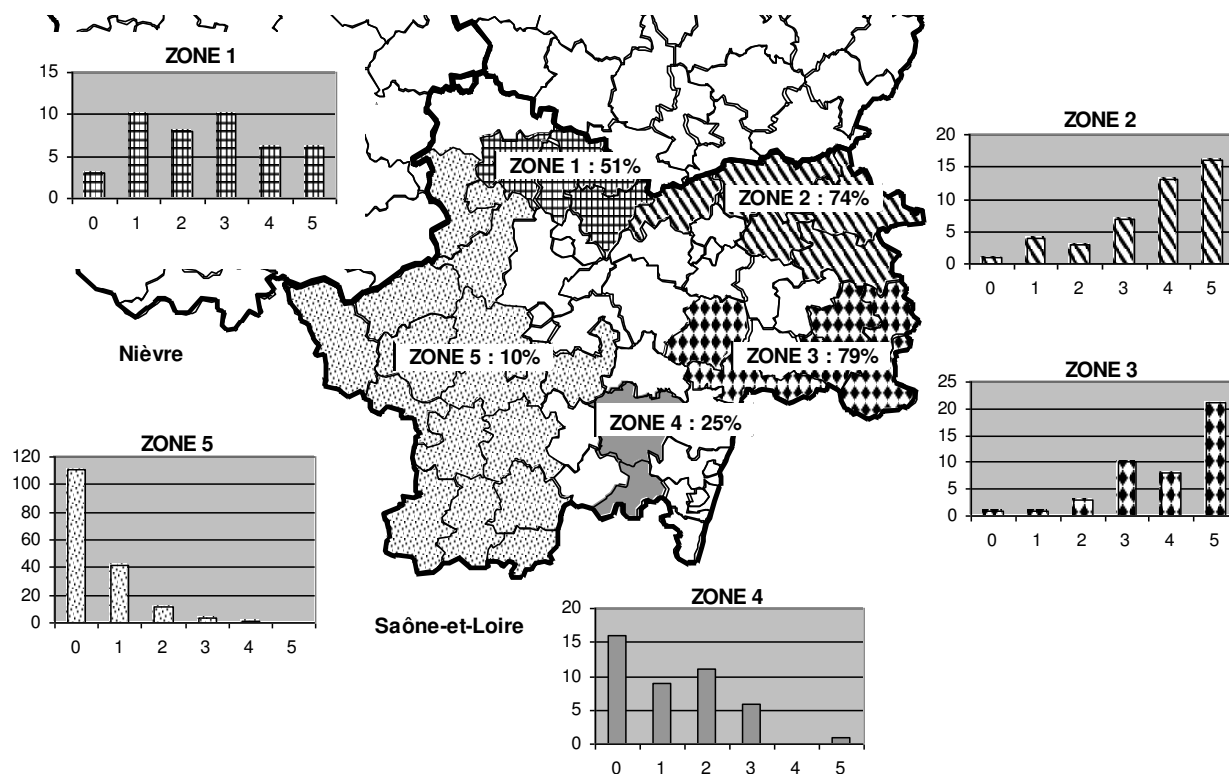 ZONE 1
15
10
5
0
0 1 2 3 4 5
ZONE 1 : 51%
ZONE 2 : 74%
ZONE 2
20
15
10
5
0
0 1 2 3 4 5
Nièvre
ZONE 5 : 10%
ZONE 3 : 79%
ZONE 3
25
20
15
10
5
0
0 1 2 3 4 5
ZONE 4 : 25%
ZONE 5
120
100
80
60
40
20
0
0 1 2 3 4 5
Saône-et-Loire
ZONE 4
20
15
10
5
0
0 1 2 3 4 5